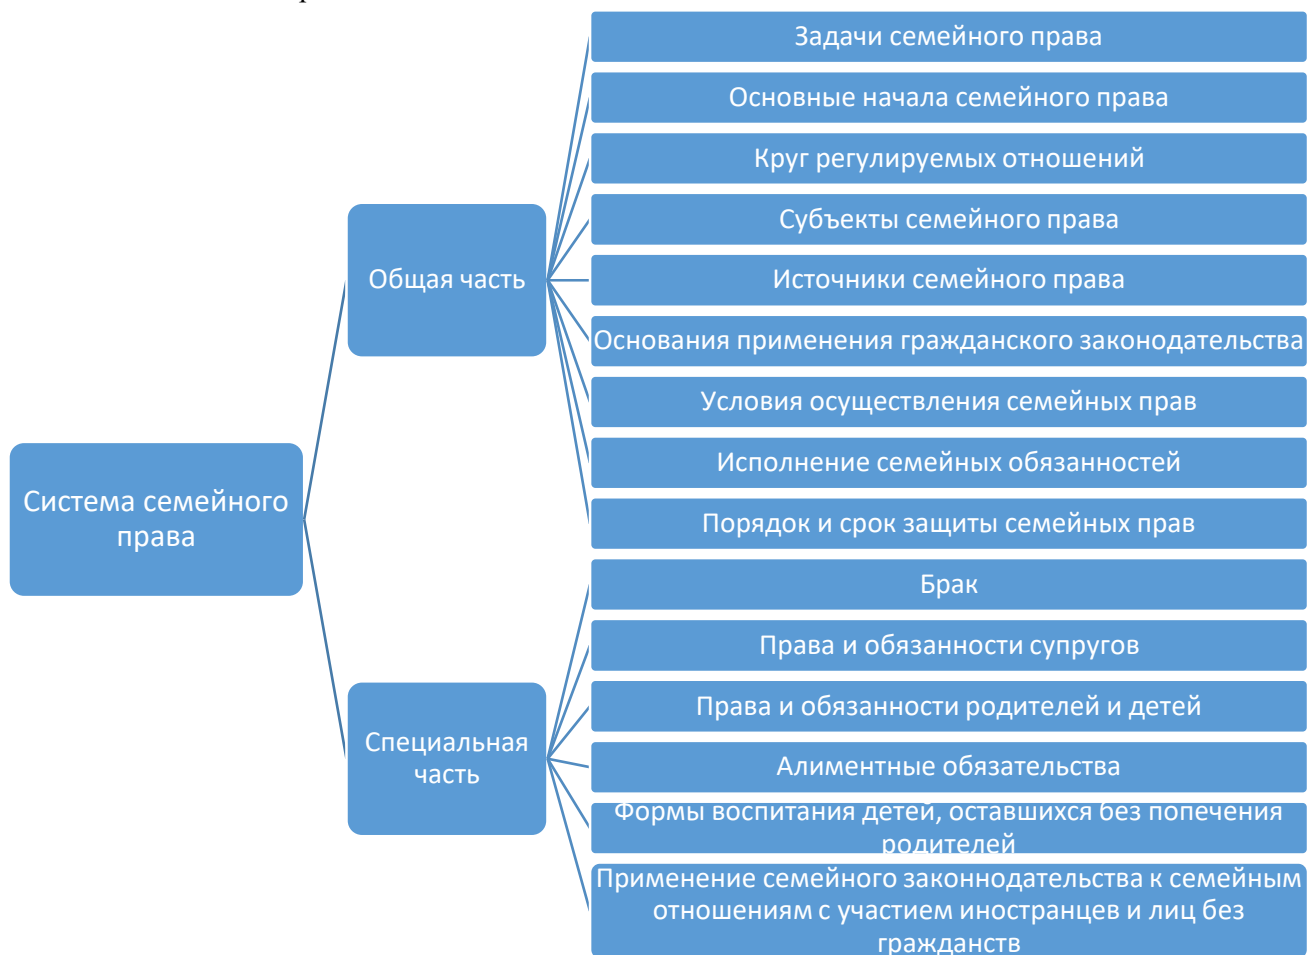 Задачи семейного права
Основные начала семейного права
Круг регулируемых отношений
Субъекты семейного права
Общая часть
Источники семейного права
Основания применения гражданского законодательства
Условия осуществления семейных прав
Исполнение семейных обязанностей
Система семейного
права
Порядок и срок защиты семейных прав
Брак
Права и обязанности супругов
Права и обязанности родителей и детей
Специальная
часть
Алиментные обязательства
Формы воспитания детей, оставшихся без попечения
родителей
Применение семейного законнодательства к семейным
отношениям с участием иностранцев и лиц без
гражданств